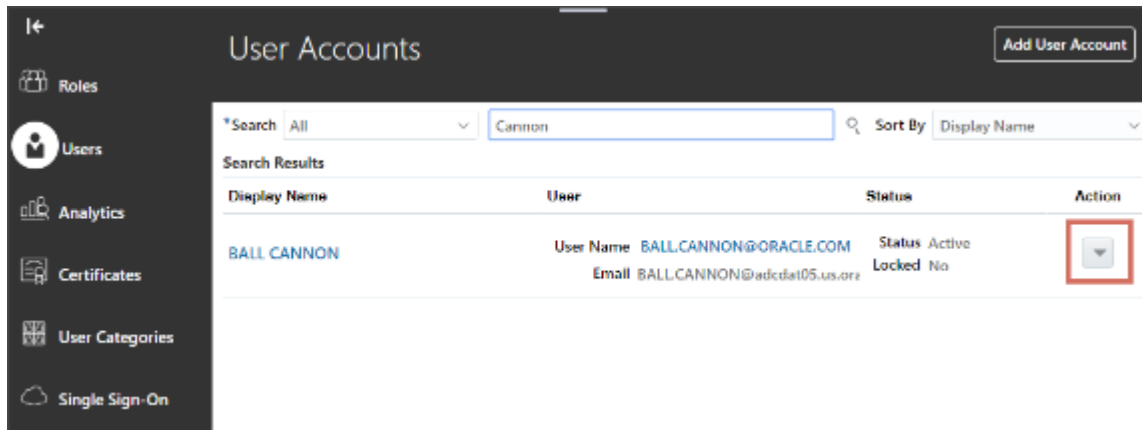 User Accounts
Add User Account
Roles
Users
Analytics
Certificates
User Categories
Single Sign-On
*Search All Cannon Sort By Display Name
Search Results
Display Name User Status Action
BALL CANNON User Name BALL.CANNON@ORACLE.COM Status Active
Email BALL.CANNON@adcdat05.us.ora Locked No